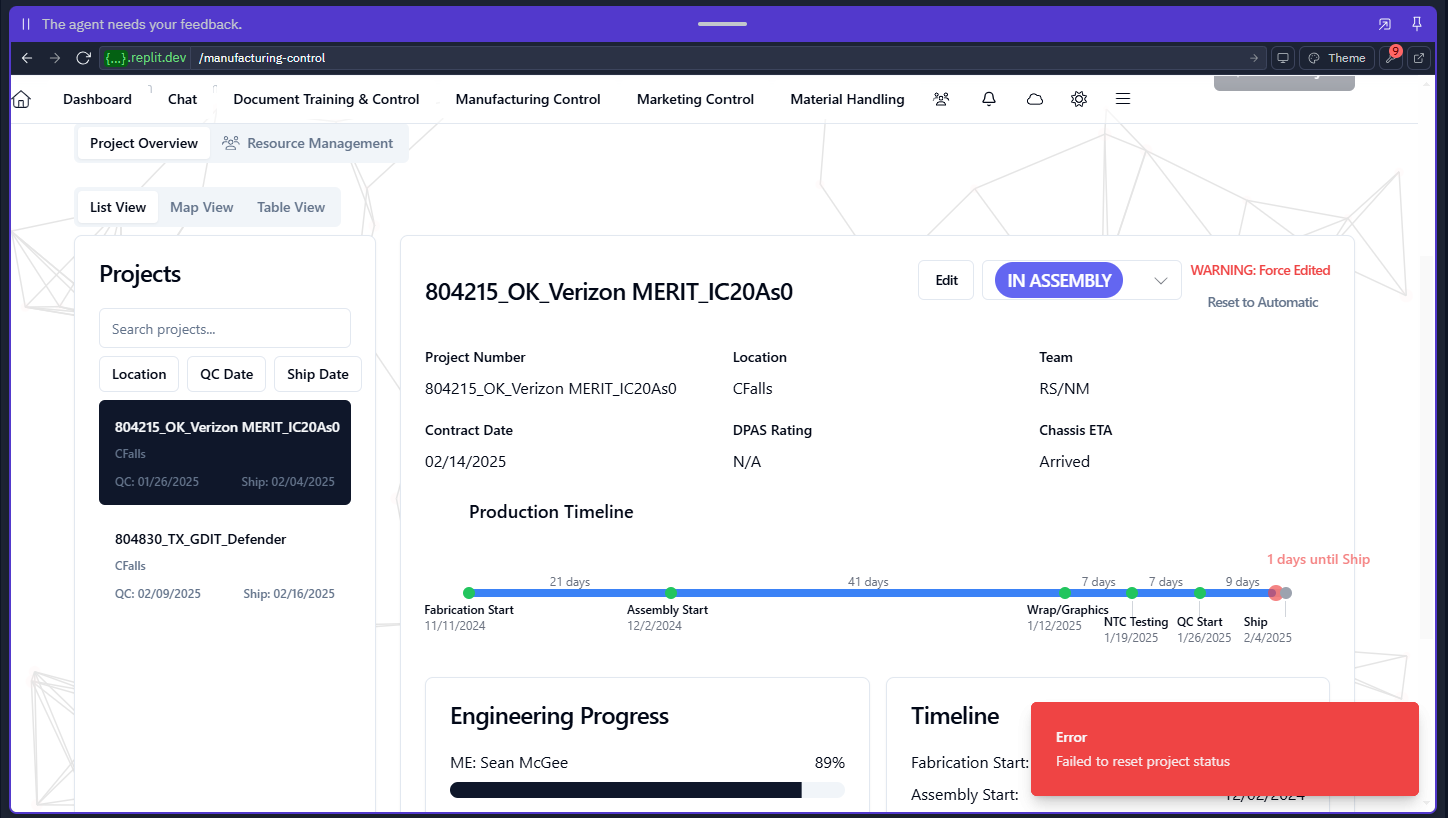 The agent needs your feedback.
{...}.replit.dev /manufacturing-control
Theme
9
Dashboard Chat Document Training & Control Manufacturing Control Marketing Control Material Handling
Project Overview Resource Management
List View Map View Table View
Projects
Search projects...
Location QC Date Ship Date
804215_OK_Verizon MERIT_IC20As0
CFalls
QC: 01/26/2025 Ship: 02/04/2025
804830_TX_GDIT_Defender
CFalls
QC: 02/09/2025 Ship: 02/16/2025
804215_OK_Verizon MERIT_IC20As0
Edit
IN ASSEMBLY
WARNING: Force Edited
Reset to Automatic
Project Number Location Team
804215_OK_Verizon MERIT_IC20As0 CFalls RS/NM
Contract Date DPAS Rating Chassis ETA
02/14/2025 N/A Arrived
Production Timeline
1 days until Ship
21 days 41 days 7 days 7 days 9 days
Fabrication Start Assembly Start Wrap/Graphics NTC Testing QC Start Ship
11/11/2024 12/2/2024 1/12/2025 1/19/2025 1/26/2025 2/4/2025
Engineering Progress
ME: Sean McGee 89%
Timeline
Fabrication Start:
Assembly Start: 12/02/2024
Error
Failed to reset project status